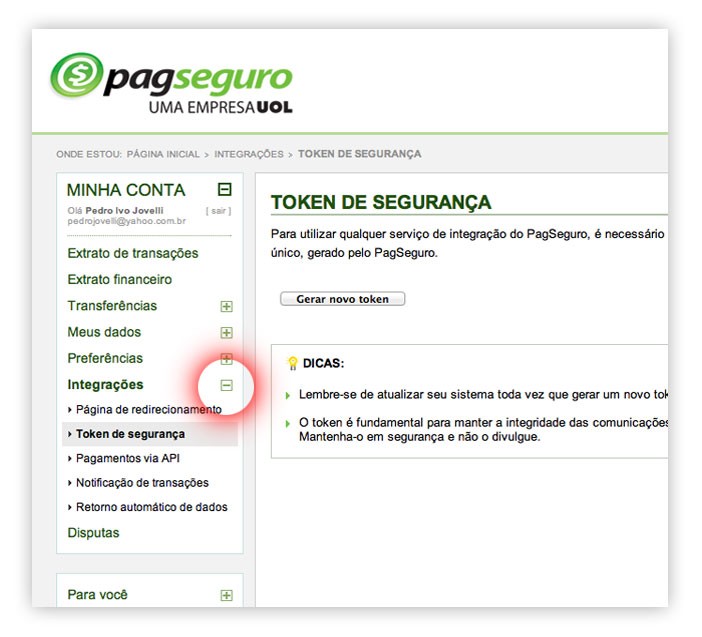 pagseguro
UMA EMPRESA UOL
ONDE ESTOU: PÁGINA INICIAL > INTEGRAÇÕES > TOKEN DE SEGURANÇA
MINHA CONTA
Olá Pedro Ivo Jovelli [ sair ]
pedrojovelli@yahoo.com.br
Extrato de transações
Extrato financeiro
Transferências
Meus dados
Preferências
Integrações
Página de redirecionamento
Token de segurança
Pagamentos via API
Notificação de transações
Retorno automático de dados
Disputas
Para você
TOKEN DE SEGURANÇA
Para utilizar qualquer serviço de integração do PagSeguro, é necessário
único, gerado pelo PagSeguro.
Gerar novo token
DICAS:
Lembre-se de atualizar seu sistema toda vez que gerar um novo tok
O token é fundamental para manter a integridade das comunicações
Mantenha-o em segurança e não o divulgue.